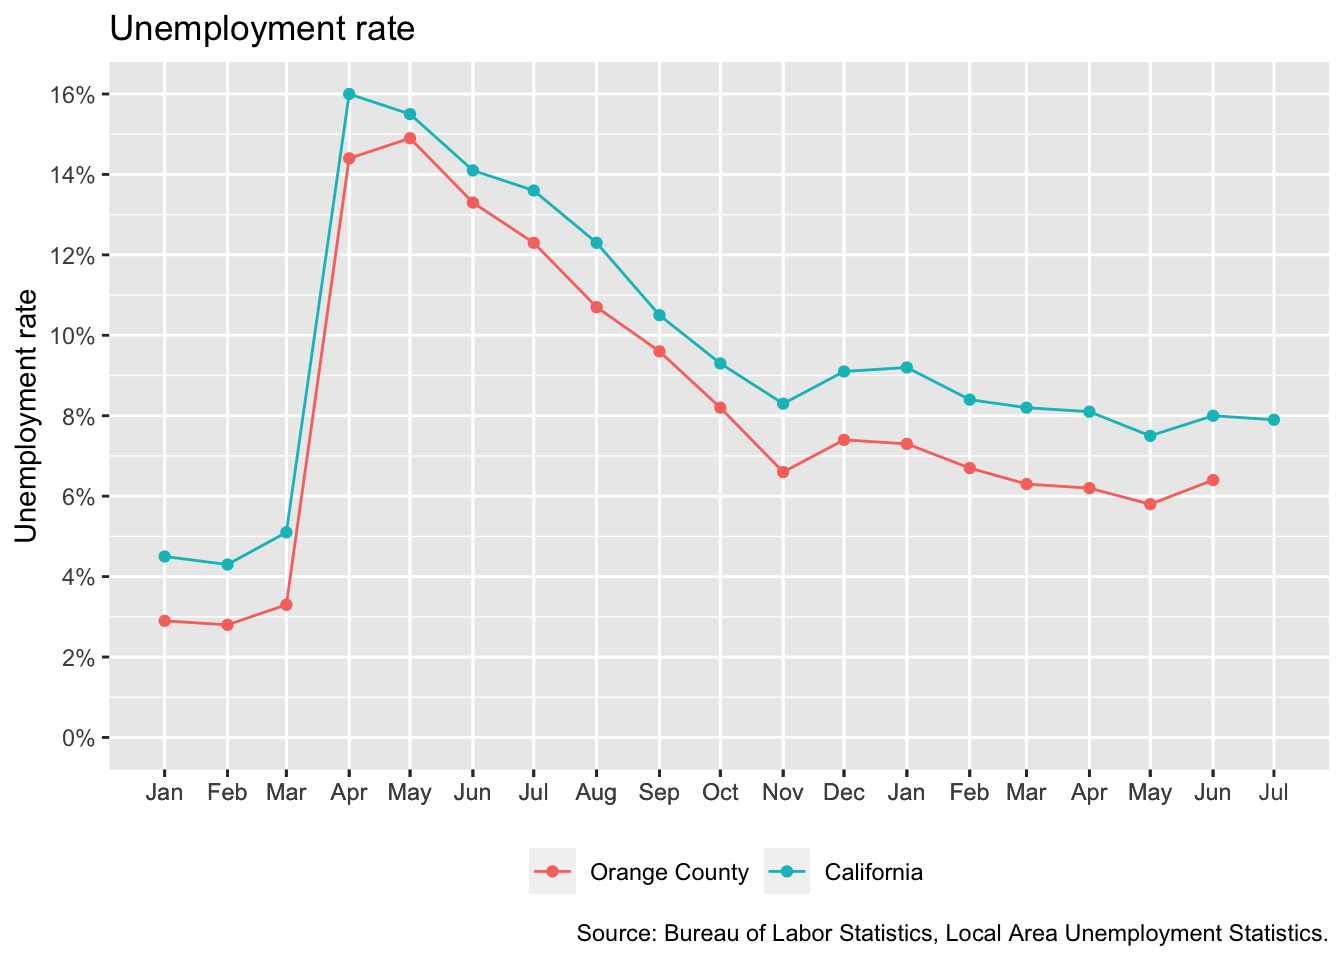 Unemployment rate
Unemployment rate
16%
14%
12%
10%
8%
6%
4%
2%
0%
Jan Feb Mar Apr May Jun Jul Aug Sep Oct Nov Dec Jan Feb Mar Apr May Jun Jul
Orange County California
Source: Bureau of Labor Statistics, Local Area Unemployment Statistics.